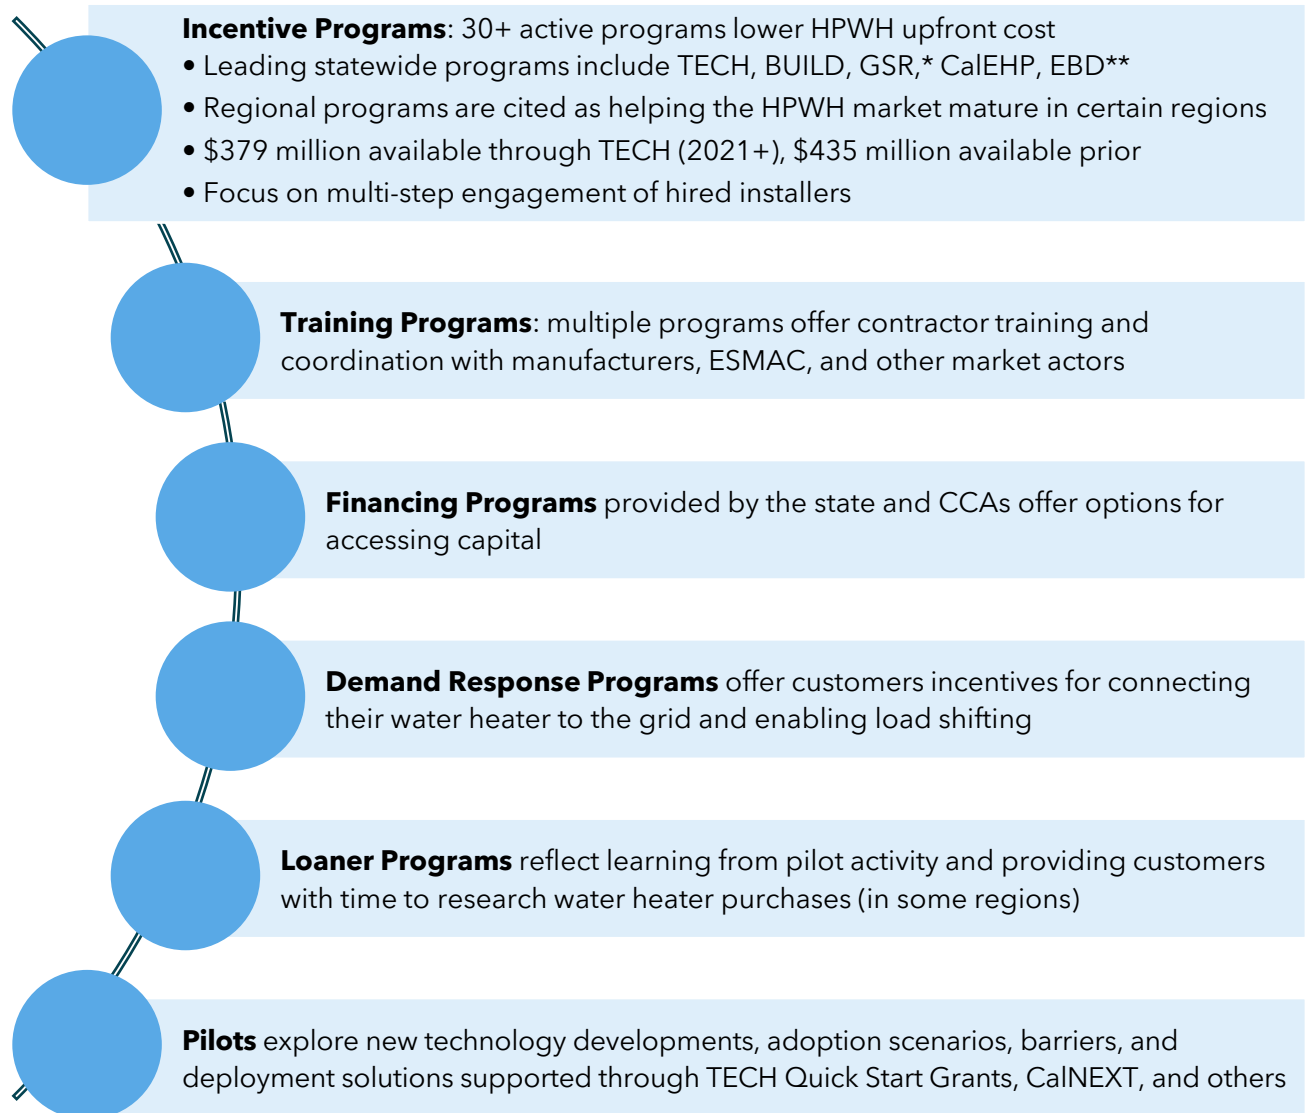 Incentive Programs: 30+ active programs lower HPWH upfront cost
• Leading statewide programs include TECH, BUILD, GSR,* CalEHP, EBD**
• Regional programs are cited as helping the HPWH market mature in certain regions
• $379 million available through TECH (2021+), $435 million available prior
• Focus on multi-step engagement of hired installers
Training Programs: multiple programs offer contractor training and
coordination with manufacturers, ESMAC, and other market actors
Financing Programs provided by the state and CCAs offer options for
accessing capital
Demand Response Programs offer customers incentives for connecting
their water heater to the grid and enabling load shifting
Loaner Programs reflect learning from pilot activity and providing customers
with time to research water heater purchases (in some regions)
Pilots explore new technology developments, adoption scenarios, barriers, and
deployment solutions supported through TECH Quick Start Grants, CalNEXT, and others